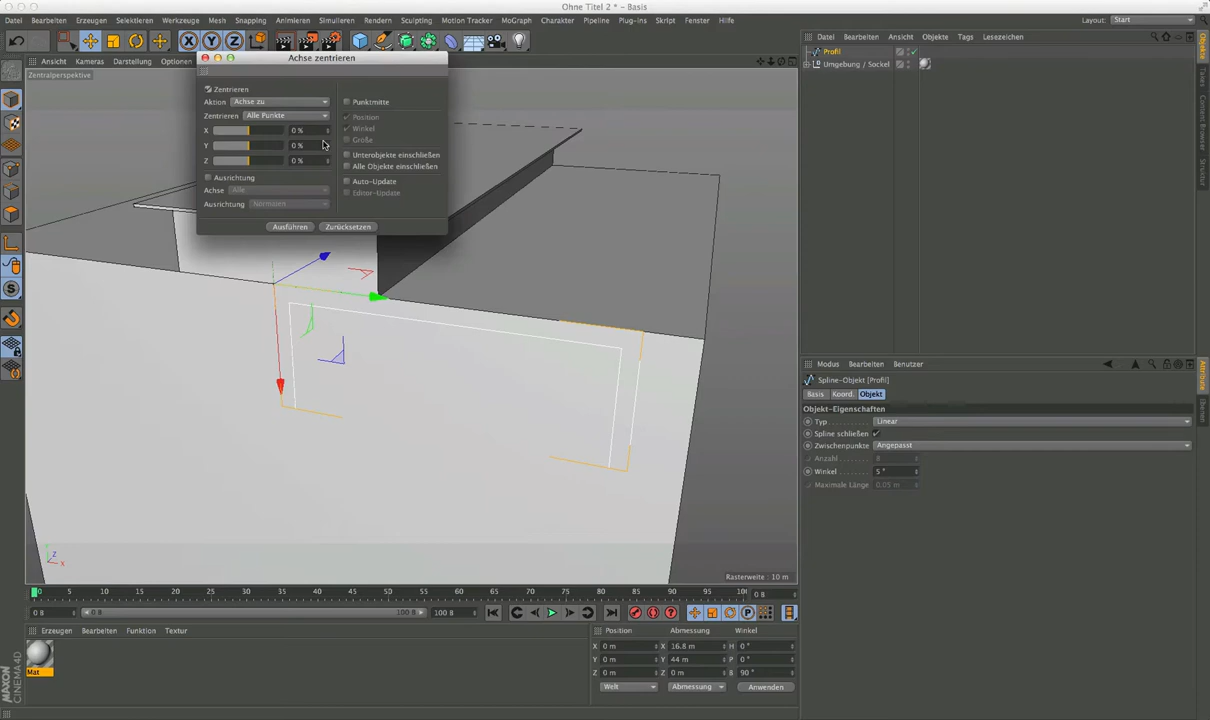 Ohne Titel 2 * - Basis
Datei Bearbeiten Erzeugen Selektieren Werkzeuge Mesh Snapping Animieren Simulieren Rendern Sculpting Motion Tracker MoGraph Charakter Pipeline Plug-ins Skript Fenster Hilfe
Layout: Start
X Y Z
Ansicht Kameras Darstellung Optionen
Zentralperspektive
Achse zentrieren
Zentrieren
Aktion Achse zu
Zentrieren Alle Punkte
X 0 %
Y 0 %
Z 0 %
Ausrichtung
Achse Alle
Ausrichtung Normalen
Punktmitte
Position
Winkel
Größe
Unterobjekte einschließen
Alle Objekte einschließen
Auto-Update
Editor-Update
Ausführen Zurücksetzen
Z
X
Rasterweite : 10 m
Datei Bearbeiten Ansicht Objekte Tags Lesezeichen
Profil
Umgebung / Sockel
Objekte
Modus Bearbeiten Benutzer
Spline-Objekt [Profil]
Basis Koord. Objekt
Objekt-Eigenschaften
Typ Linear
Spline schließen
Zwischenpunkte Angepasst
Anzahl 8
Winkel 5 °
Maximale Länge 0.05 m
Attribute
Ebenen
0 5 10 15 20 25 30 35 40 45 50 55 60 65 70 75 80 85 90 95 0 B
0 B 0 B 100 B 100 B
Erzeugen Bearbeiten Funktion Textur
Mat
Position Abmessung Winkel
X 0 m X 16.8 m H 0 °
Y 0 m Y 44 m P 0 °
Z 0 m Z 0 m B 90 °
Welt Abmessung Anwenden
MAXON
CINEMA 4D